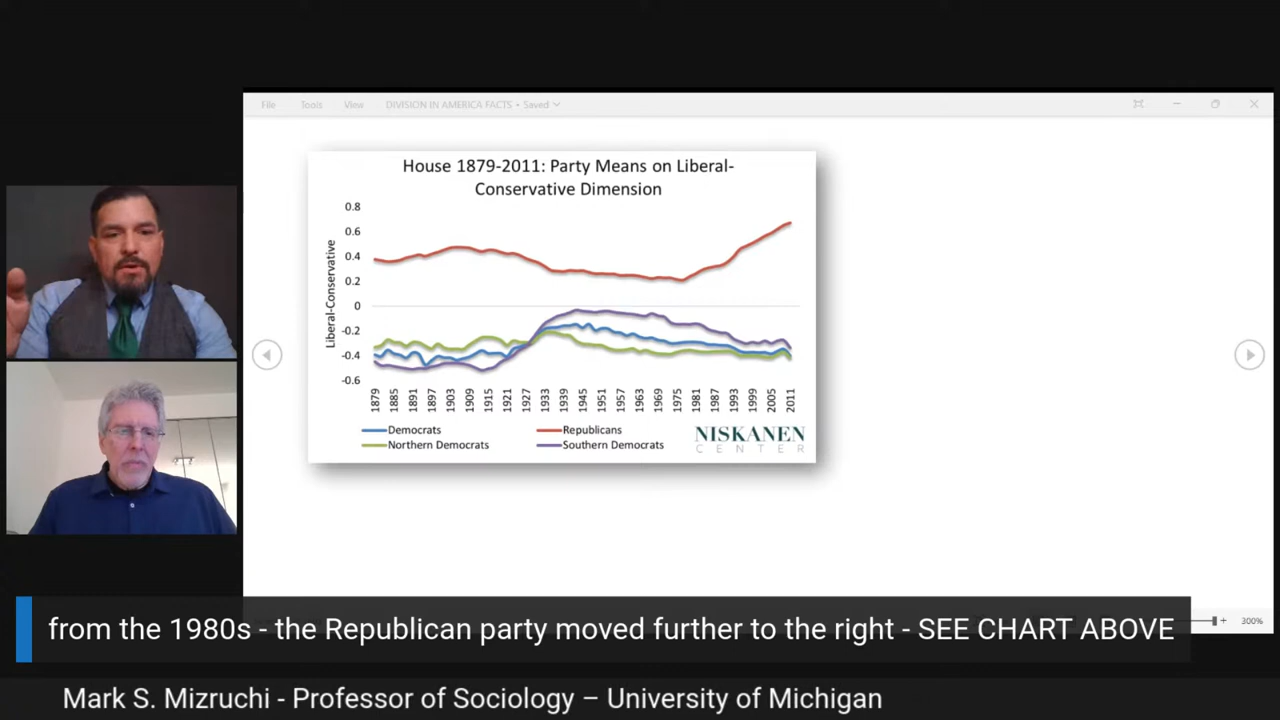 File Tools View DIVISION IN AMERICA FACTS • Saved
House 1879-2011: Party Means on Liberal-
Conservative Dimension
Liberal-Conservative
0.8
0.6
0.4
0.2
0
-0.2
-0.4
-0.6
1879 1885 1891 1897 1903 1909 1915 1921 1927 1933 1939 1945 1951 1957 1963 1969 1975 1981 1987 1993 1999 2005 2011
Democrats Republicans
Northern Democrats Southern Democrats
NISKANEN
CENTER
from the 1980s - the Republican party moved further to the right - SEE CHART ABOVE
+ 300%
Mark S. Mizruchi - Professor of Sociology – University of Michigan